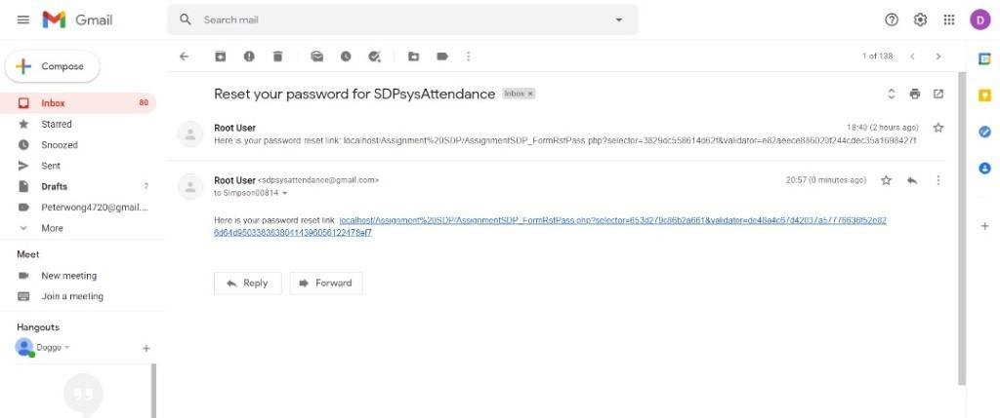 Gmail
Search mail
D
Compose
1 of 138
Inbox 80
Reset your password for SDPsysAttendance Inbox ×
Starred
Root User 18:40 (2 hours ago)
Snoozed
Here is your password reset link: localhost/Assignment%20SDP/AssignmentSDP_FormRstPass.php?selector=3829dc558614d62f&validator=e82aeece886020f244cdec35a1698427f
Sent
Drafts 2
Root User <sdpsysattendance@gmail.com> 20:57 (0 minutes ago)
to Simpson00814
Peterwong4720@gmail....
More
Here is your password reset link: localhost/Assignment%20SDP/AssignmentSDP_FormRstPass.php?selector=653d279c86b2a661&validator=de48a4c67d42037a57776636f52e82
6d64d95033836380414396056122478ef7
Meet
New meeting
Reply Forward
Join a meeting
Hangouts
Doggo